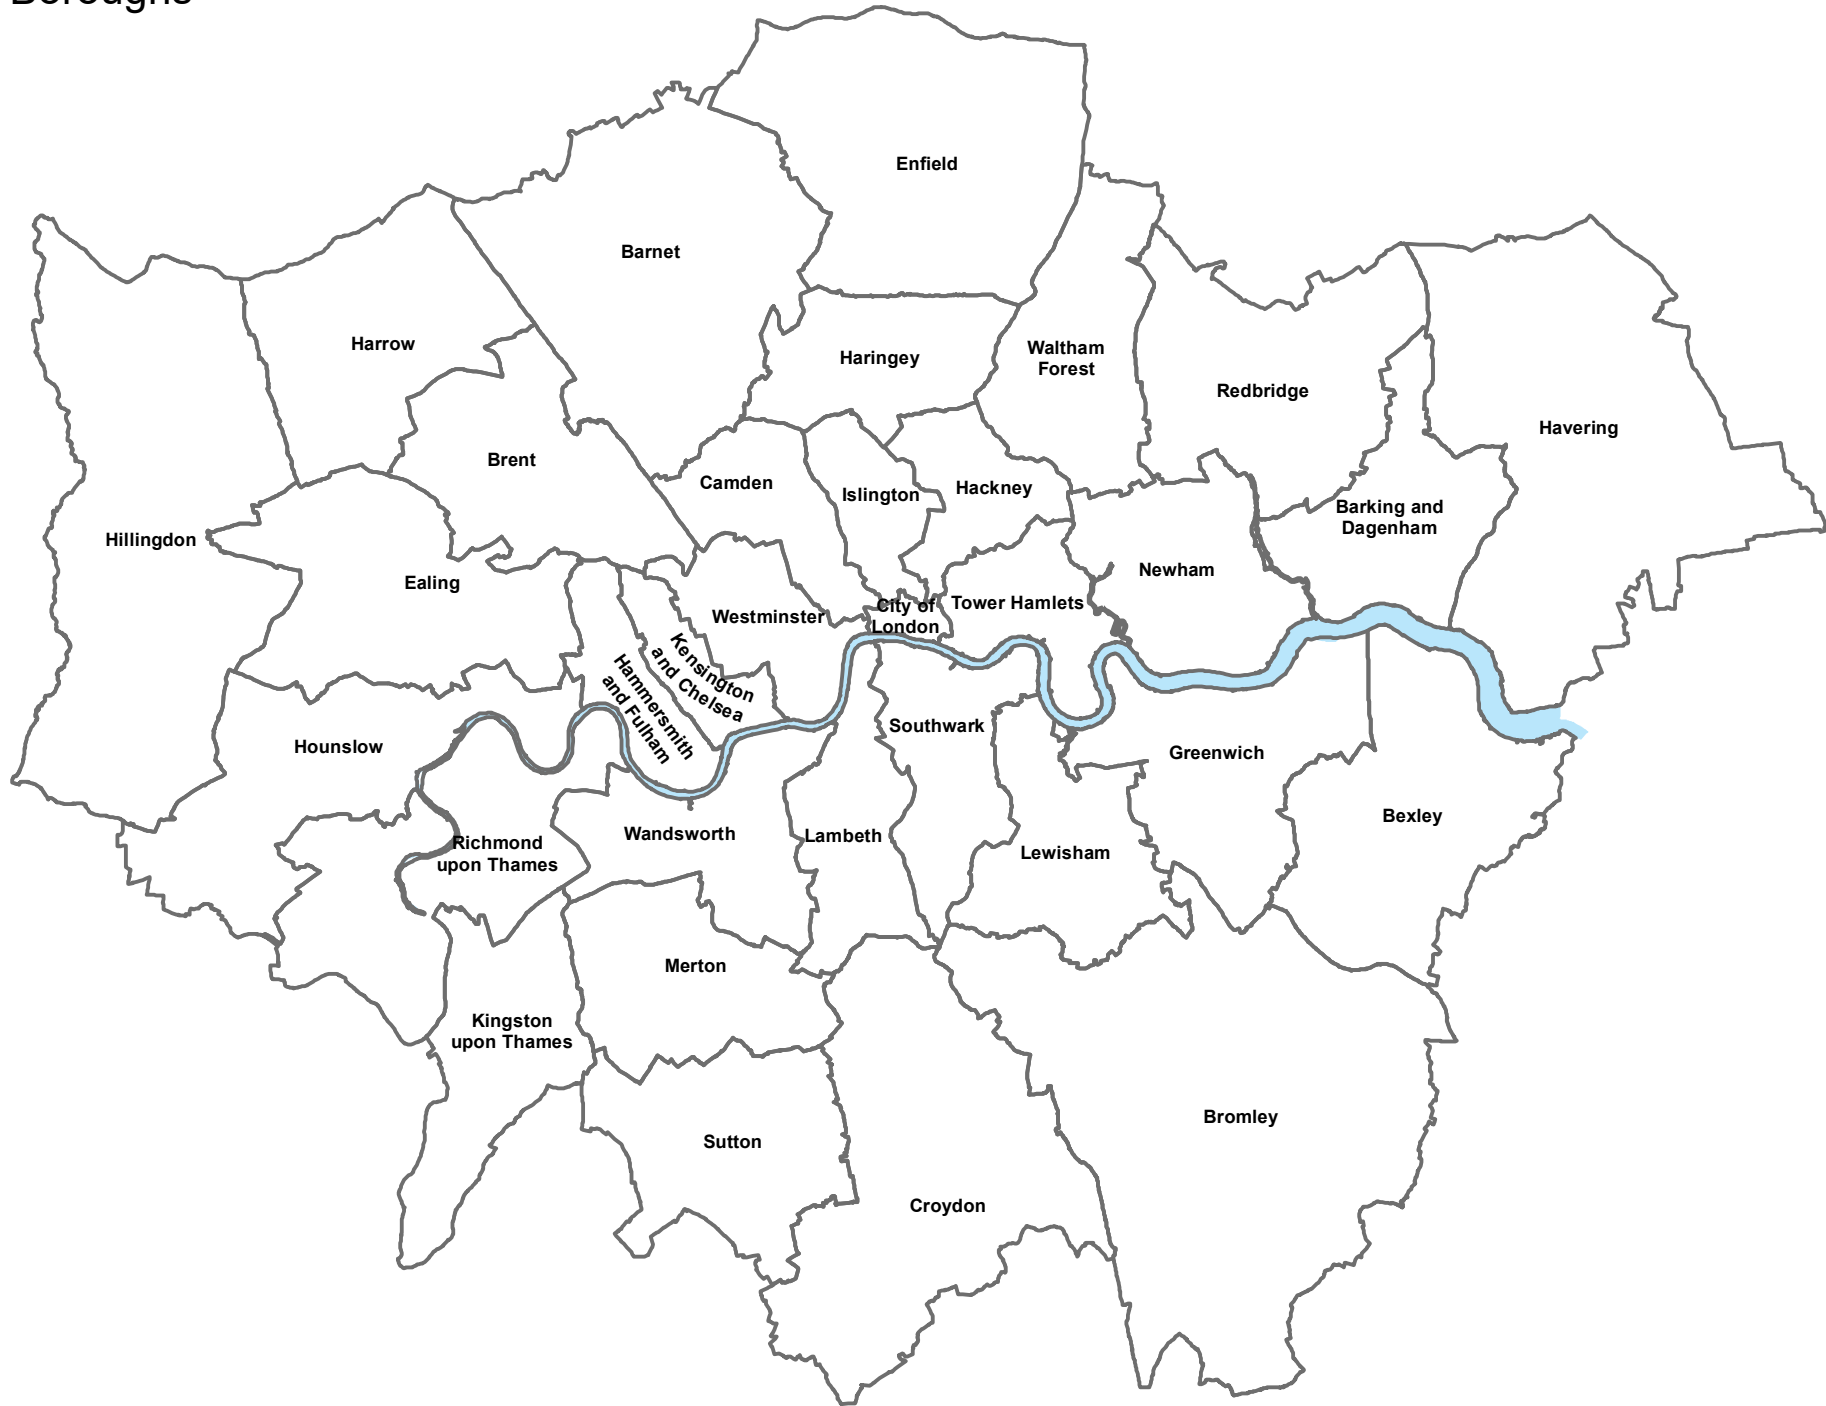 Boroughs
Enfield
Barnet
Harrow
Haringey
Waltham
Forest
Redbridge
Havering
Brent
Camden
Islington
Hackney
Barking and
Dagenham
Hillingdon
Ealing
Newham
Westminster
City of
London
Tower Hamlets
Kensington
and Chelsea
Hammersmith
and Fulham
Hounslow
Southwark
Greenwich
Richmond
upon Thames
Wandsworth
Lambeth
Lewisham
Bexley
Merton
Kingston
upon Thames
Sutton
Croydon
Bromley